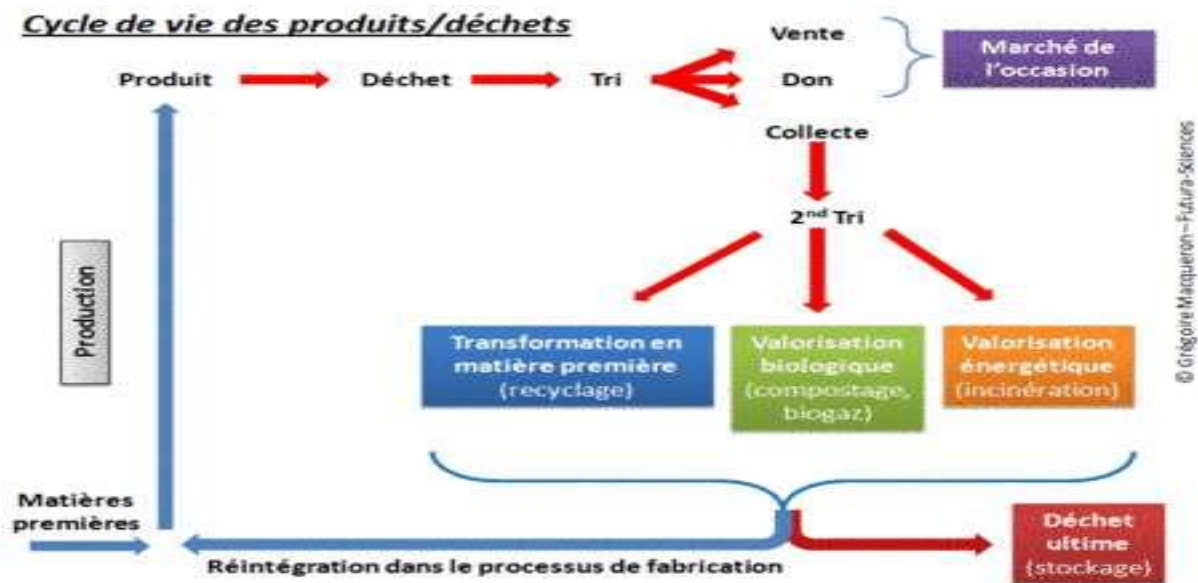 Cycle de vie des produits/déchets
Produit
Déchet
Tri
Vente
Don
Collecte
Marché de
l'occasion
2nd Tri
Transformation en
matière première
(recyclage)
Valorisation
biologique
(compostage,
biogaz)
Valorisation
énergétique
(incinération)
Production
Matières
premières
Réintégration dans le processus de fabrication
Déchet
ultime
(stockage)
© Grégoire Macqueron – Futura-Sciences